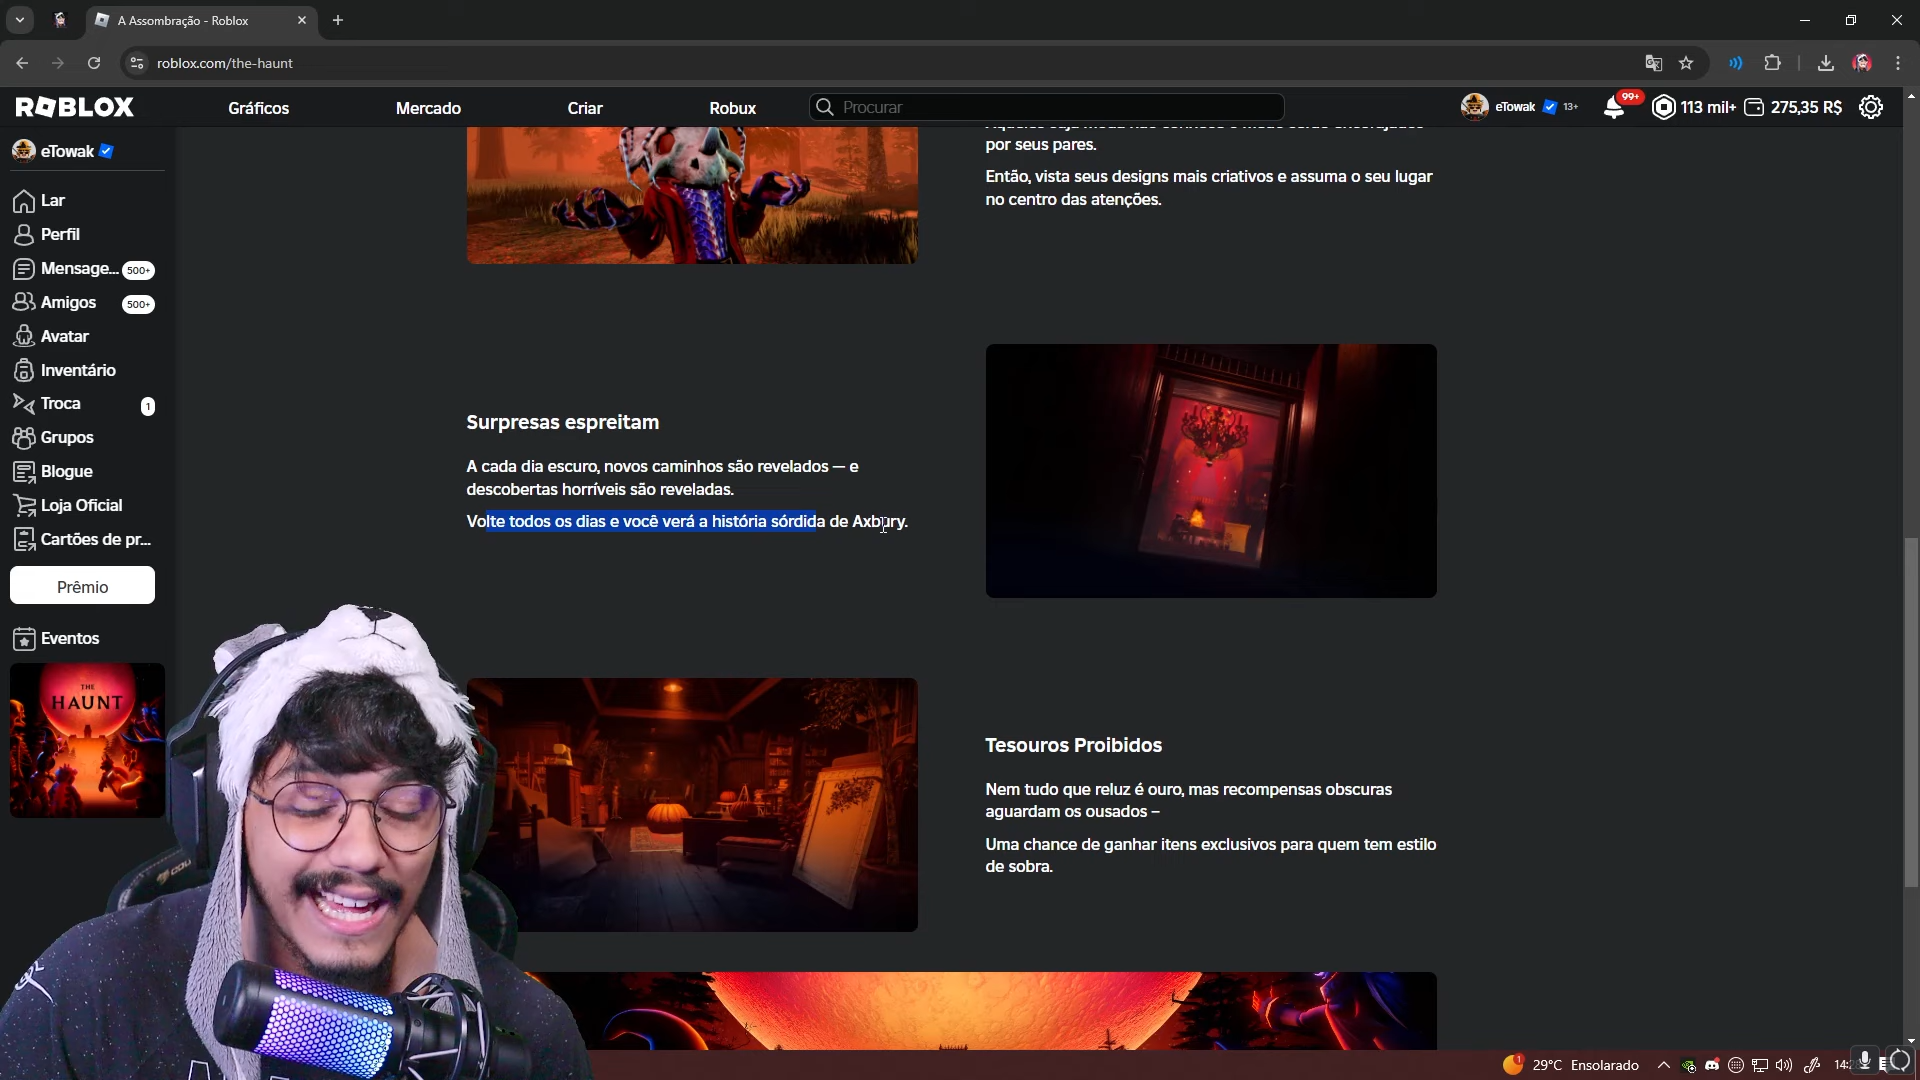 A Assombração - Roblox
roblox.com/the-haunt
ROBLOX
Gráficos
Mercado
Criar
Robux
Procurar
eTowak
13+
99+
113 mil+
275,35 R$
eTowak
Lar
Perfil
Mensage... 500+
Amigos 500+
Avatar
Inventário
Troca 1
Grupos
Blogue
Loja Oficial
Cartões de pr...
Prêmio
Eventos
THE
HAUNT
por seus pares.
Então, vista seus designs mais criativos e assuma o seu lugar
no centro das atenções.
Surpresas espreitam
A cada dia escuro, novos caminhos são revelados — e
descobertas horríveis são reveladas.
Volte todos os dias e você verá a história sórdida de Axbury.
Tesouros Proibidos
Nem tudo que reluz é ouro, mas recompensas obscuras
aguardam os ousados –
Uma chance de ganhar itens exclusivos para quem tem estilo
de sobra.
1
29°C Ensolarado